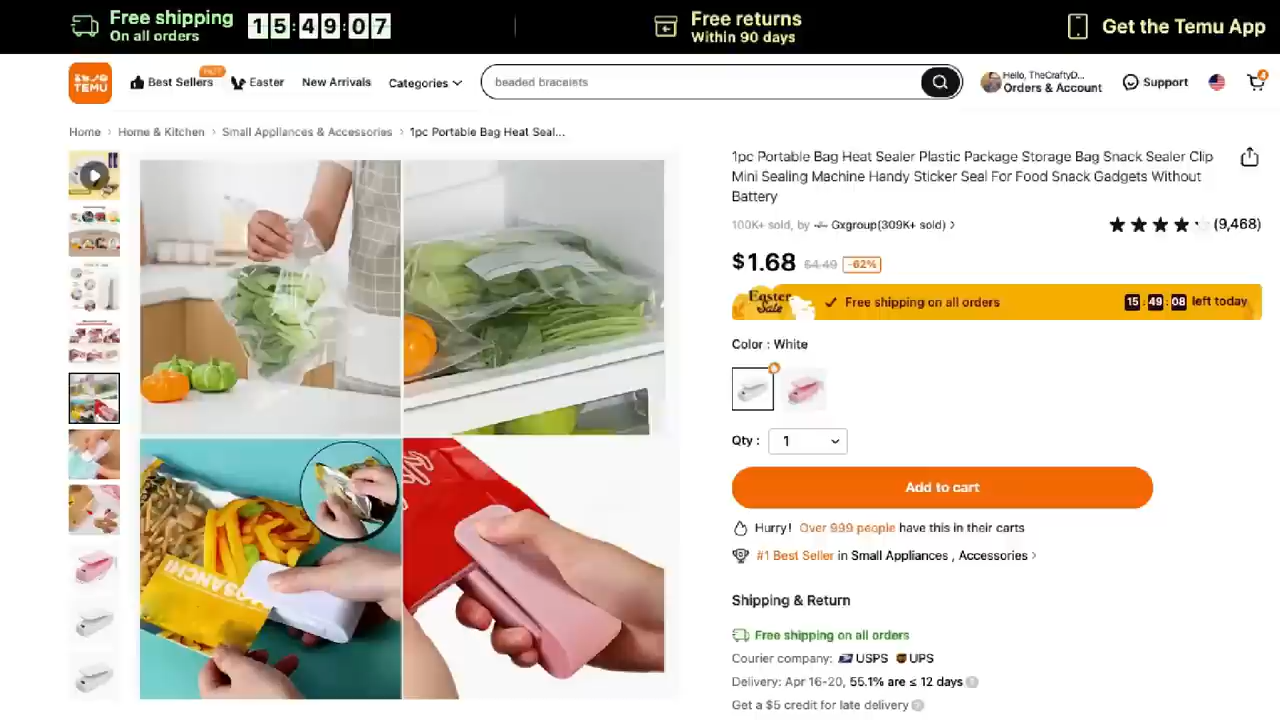 Free shipping
On all orders
15:49:07
Free returns
Within 90 days
Get the Temu App
TEMU
Best Sellers
HOT
Easter
New Arrivals
Categories
beaded bracelets
Hello, TheCraftyD...
Orders & Account
Support
4
Home > Home & Kitchen > Small Appliances & Accessories > 1pc Portable Bag Heat Seal...
1pc Portable Bag Heat Sealer Plastic Package Storage Bag Snack Sealer Clip
Mini Sealing Machine Handy Sticker Seal For Food Snack Gadgets Without
Battery
100K+ sold, by Gxgroup(309K+ sold) >
(9,468)
$1.68 $4.49 -62%
Easter Sale
Free shipping on all orders
15:49:08 left today
Color : White
Qty : 1
Add to cart
Hurry! Over 999 people have this in their carts
#1 Best Seller in Small Appliances , Accessories >
Shipping & Return
Free shipping on all orders
Courier company: USPS UPS
Delivery: Apr 16-20, 55.1% are ≤ 12 days
Get a $5 credit for late delivery